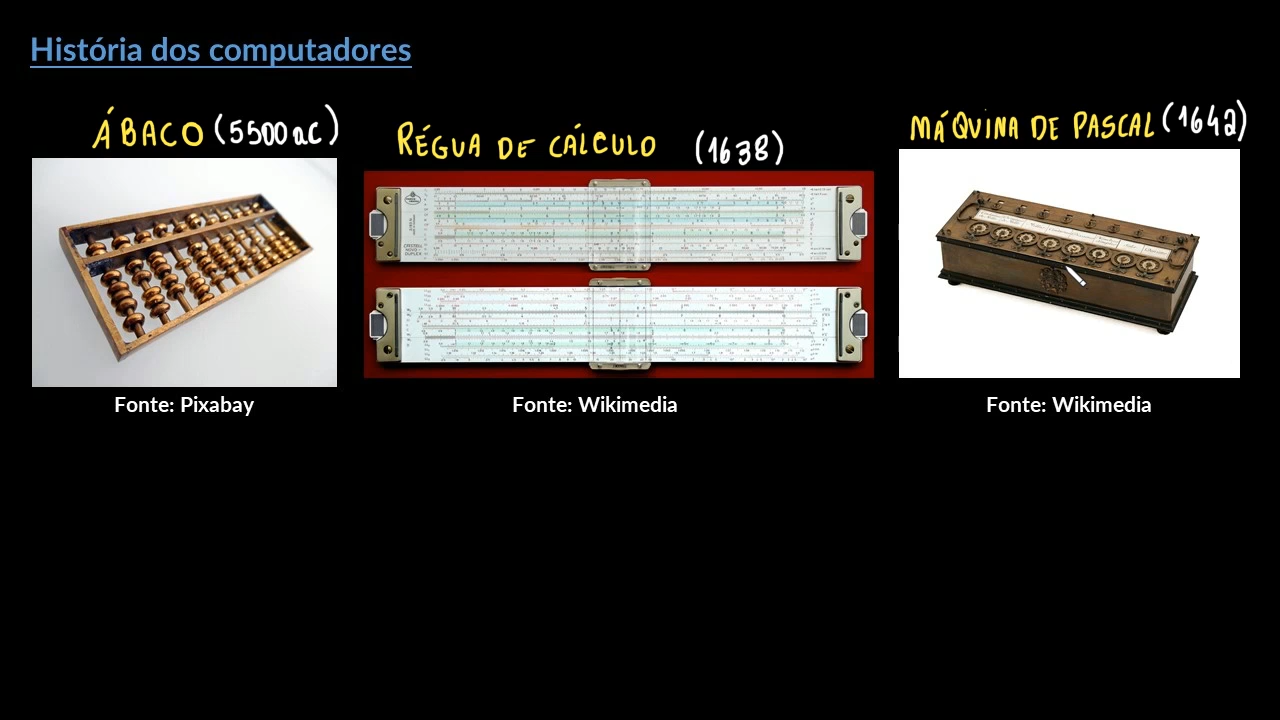 História dos computadores
ÁBACO (5500 aC)
RÉGUA DE CÁLCULO (1638)
MÁQUINA DE PASCAL (1642)
Fonte: Pixabay
Fonte: Wikimedia
Fonte: Wikimedia